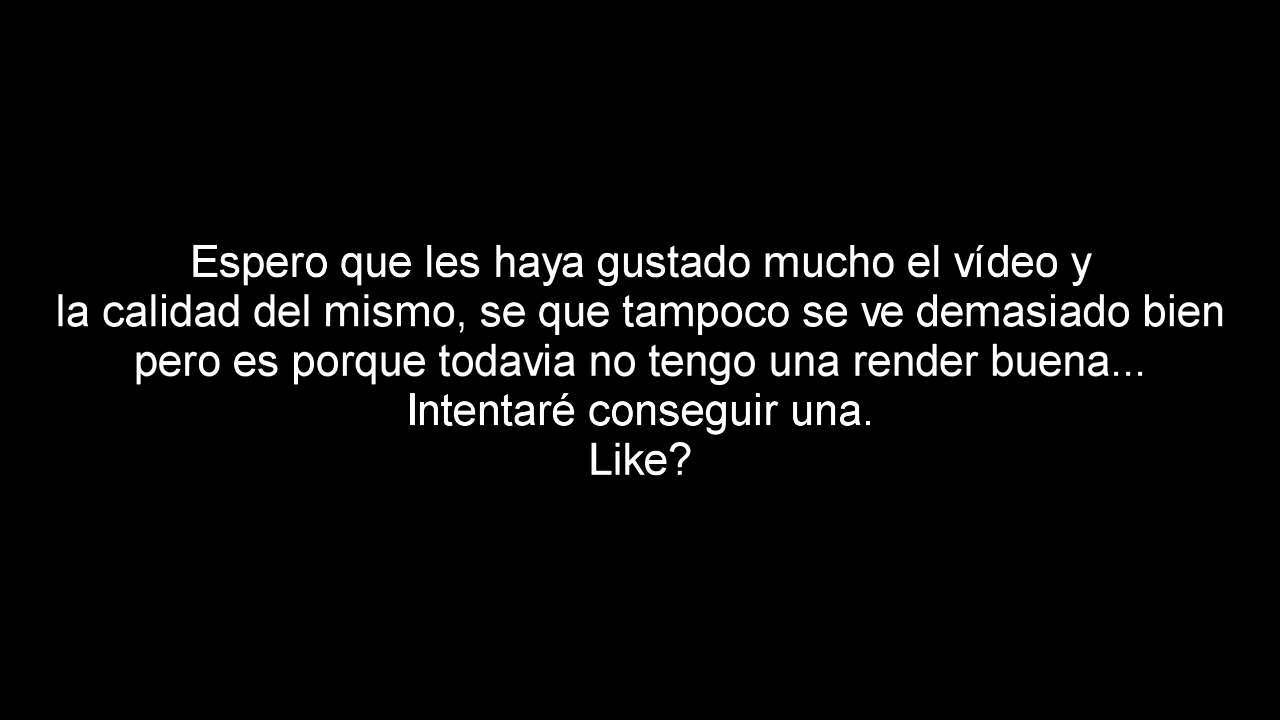 Espero que les haya gustado mucho el vídeo y
la calidad del mismo, se que tampoco se ve demasiado bien
pero es porque todavia no tengo una render buena...
Intentaré conseguir una.
Like?